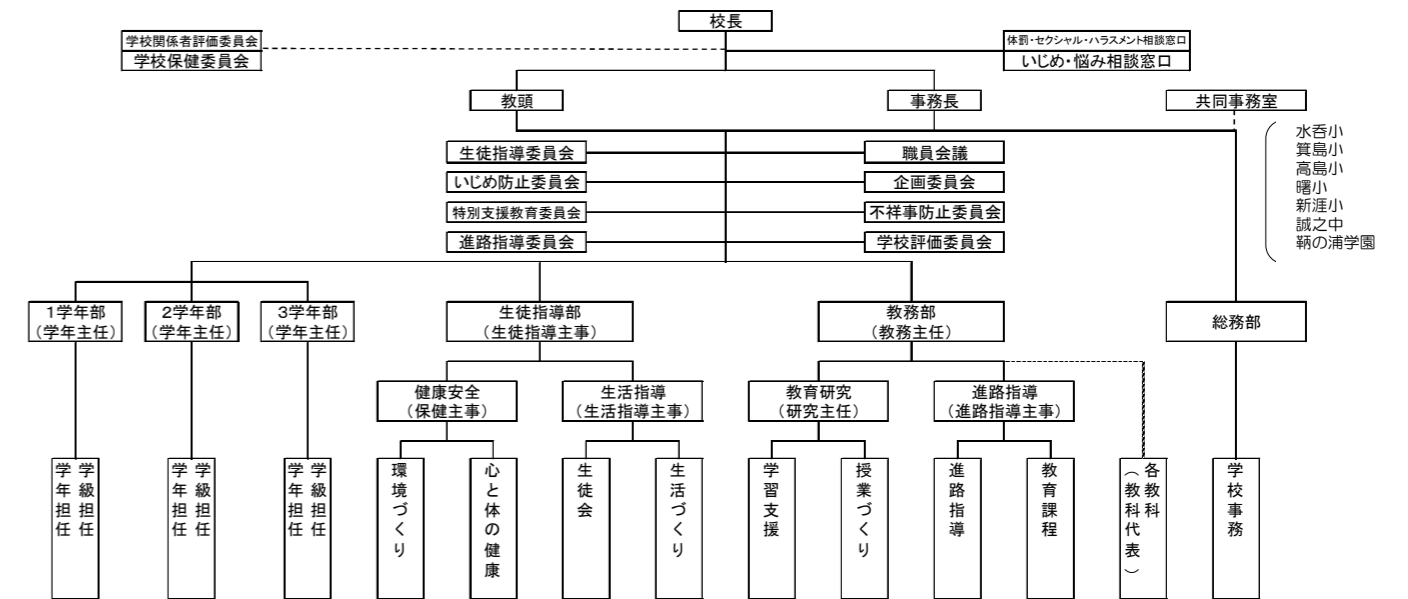 校長
学校関係者評価委員会
学校保健委員会
体罰・セクシャル・ハラスメント相談窓口
いじめ・悩み相談窓口
教頭
事務長
共同事務室
水呑小
箕島小
高島小
曙小
新涯小
誠之中
鞆の浦学園
生徒指導委員会
職員会議
いじめ防止委員会
企画委員会
特別支援教育委員会
不祥事防止委員会
進路指導委員会
学校評価委員会
1学年部
(学年主任)
2学年部
(学年主任)
3学年部
(学年主任)
生徒指導部
(生徒指導主事)
教務部
(教務主任)
総務部
健康安全
(保健主事)
生活指導
(生活指導主事)
教育研究
(研究主任)
進路指導
(進路指導主事)
学級担任
学年担任
学級担任
学年担任
学級担任
学年担任
環境づくり
心と体の健康
生徒会
生活づくり
学習支援
授業づくり
進路指導
教育課程
各教科
(教科代表)
学校事務